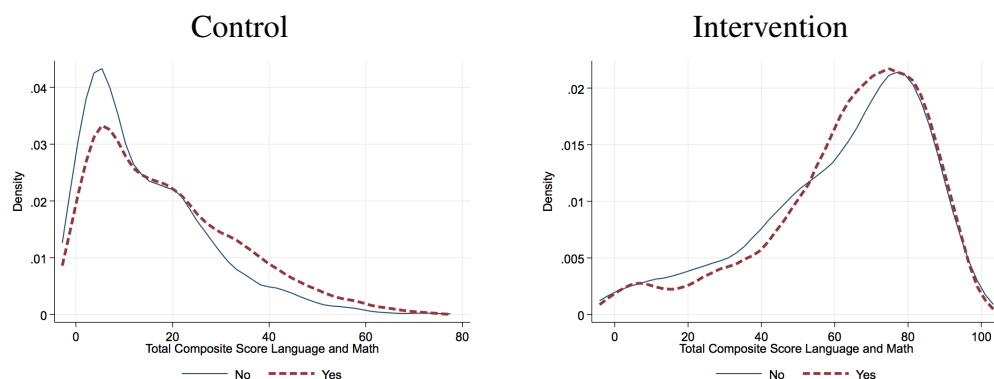 Control
Density
.04
.03
.02
.01
0
0 20 40 60 80
Total Composite Score Language and Math
No Yes
Intervention
Density
.02
.015
.01
.005
0
0 20 40 60 80 100
Total Composite Score Language and Math
No Yes